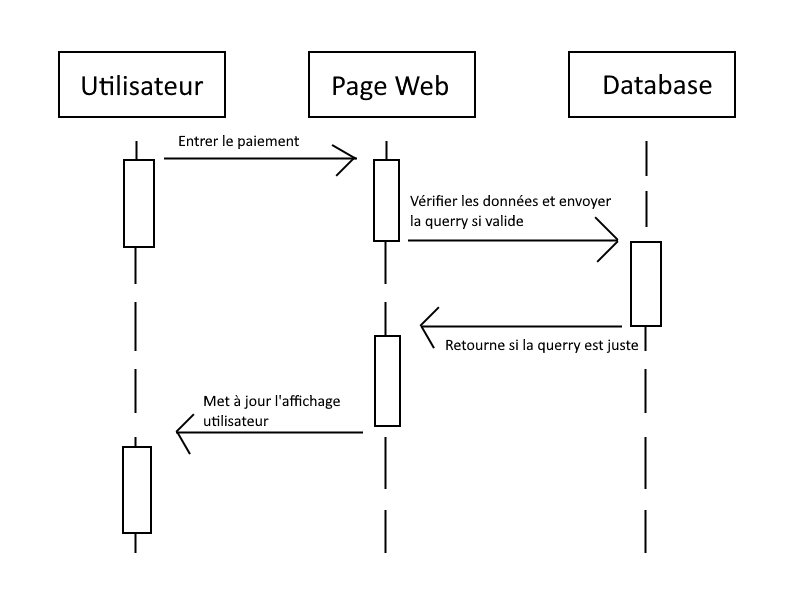 Utilisateur
Page Web
Database
Entrer le paiement
Vérifier les données et envoyer
la querry si valide
Retourne si la querry est juste
Met à jour l'affichage
utilisateur